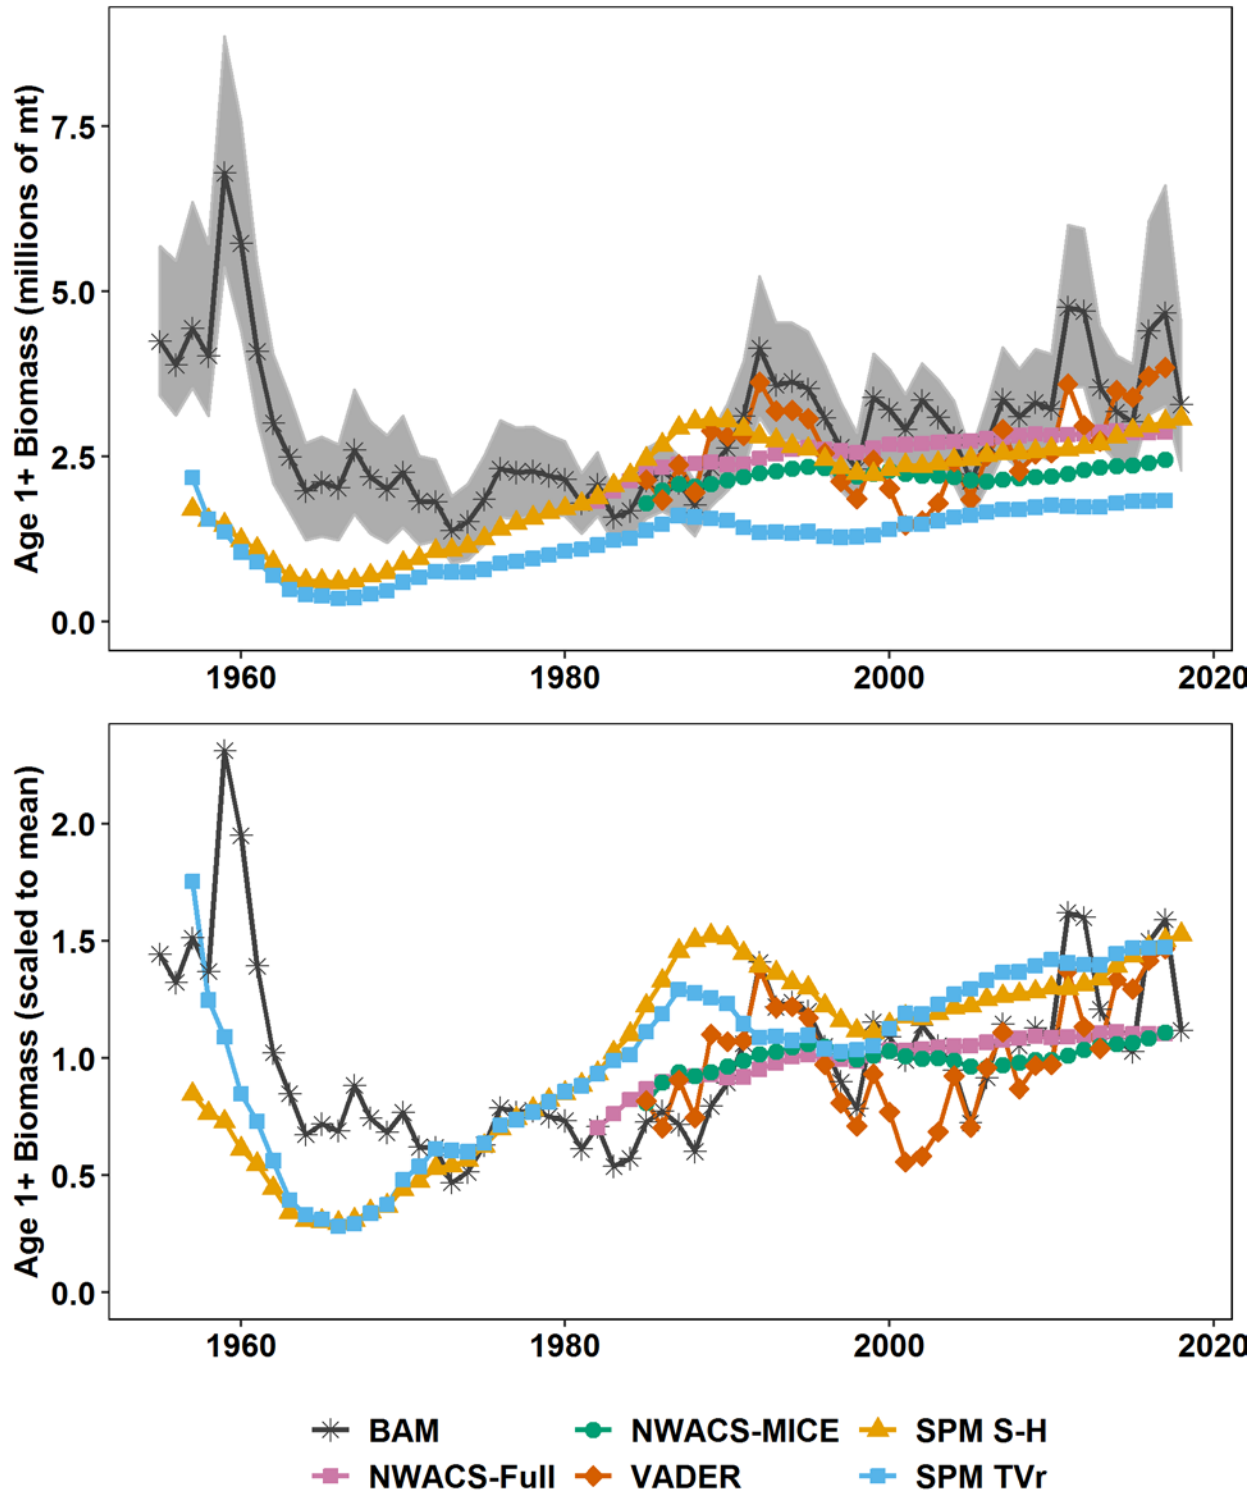 Age 1+ Biomass (millions of mt)
7.5
5.0
2.5
0.0
1960 1980 2000 2020
Age 1+ Biomass (scaled to mean)
2.0
1.5
1.0
0.5
0.0
1960 1980 2000 2020
BAM NWACS-MICE SPM S-H
NWACS-Full VADER SPM TVr